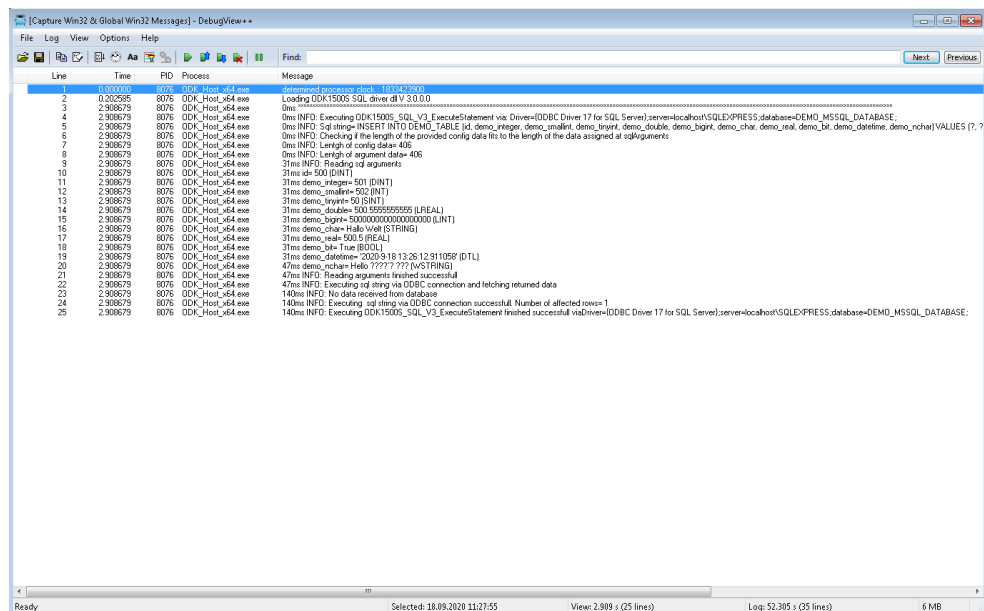 [Capture Win32 & Global Win32 Messages] - DebugView++
File Log View Options Help
Find:
Next Previous
Line Time PID Process Message
1 0.000000 8076 ODK_Host_x64.exe determined processor clock : 1833423900
2 0.202585 8076 ODK_Host_x64.exe Loading ODK1500S SQL driver dll V 3.0.0.0
3 2.908679 8076 ODK_Host_x64.exe 0ms
4 2.908679 8076 ODK_Host_x64.exe 0ms INFO: Executing ODK1500S_SQL_V3_ExecuteStatement via: Driver={ODBC Driver 17 for SQL Server};server=localhost\SQLEXPRESS;database=DEMO_MSSQL_DATABASE;
5 2.908679 8076 ODK_Host_x64.exe 0ms INFO: Sql string= INSERT INTO DEMO_TABLE (id, demo_integer, demo_smallint, demo_tinyint, demo_double, demo_bigint, demo_char, demo_real, demo_bit, demo_datetime, demo_nchar) VALUES (?, ?
6 2.908679 8076 ODK_Host_x64.exe 0ms INFO: Checking if the length of the provided config data fits to the length of the data assigned at sqlArguments
7 2.908679 8076 ODK_Host_x64.exe 0ms INFO: Lentgh of config data= 406
8 2.908679 8076 ODK_Host_x64.exe 0ms INFO: Lentgh of argument data= 406
9 2.908679 8076 ODK_Host_x64.exe 31ms INFO: Reading sql arguments
10 2.908679 8076 ODK_Host_x64.exe 31ms id= 500 (DINT)
11 2.908679 8076 ODK_Host_x64.exe 31ms demo_integer= 501 (DINT)
12 2.908679 8076 ODK_Host_x64.exe 31ms demo_smallint= 502 (INT)
13 2.908679 8076 ODK_Host_x64.exe 31ms demo_tinyint= 50 (SINT)
14 2.908679 8076 ODK_Host_x64.exe 31ms demo_double= 500.5555555555 (LREAL)
15 2.908679 8076 ODK_Host_x64.exe 31ms demo_bigint= 5000000000000000000 (LINT)
16 2.908679 8076 ODK_Host_x64.exe 31ms demo_char= Hallo Welt (STRING)
17 2.908679 8076 ODK_Host_x64.exe 31ms demo_real= 500.5 (REAL)
18 2.908679 8076 ODK_Host_x64.exe 31ms demo_bit= True (BOOL)
19 2.908679 8076 ODK_Host_x64.exe 31ms demo_datetime= '2020-9-18 13:26:12.911058' (DTL)
20 2.908679 8076 ODK_Host_x64.exe 47ms demo_nchar= Hello ????'? ??? (WSTRING)
21 2.908679 8076 ODK_Host_x64.exe 47ms INFO: Reading arguments finished successfull
22 2.908679 8076 ODK_Host_x64.exe 47ms INFO: Executing sql string via ODBC connection and fetching returned data
23 2.908679 8076 ODK_Host_x64.exe 140ms INFO: No data received from database
24 2.908679 8076 ODK_Host_x64.exe 140ms INFO: Executing sql string via ODBC connection successfull. Number of affected rows= 1
25 2.908679 8076 ODK_Host_x64.exe 140ms INFO: Executing ODK1500S_SQL_V3_ExecuteStatement finished successfull viaDriver={ODBC Driver 17 for SQL Server};server=localhost\SQLEXPRESS;database=DEMO_MSSQL_DATABASE;
Ready Selected: 18.09.2020 11:27:55 View: 2.909 s (25 lines) Log: 52.305 s (35 lines) 6 MB